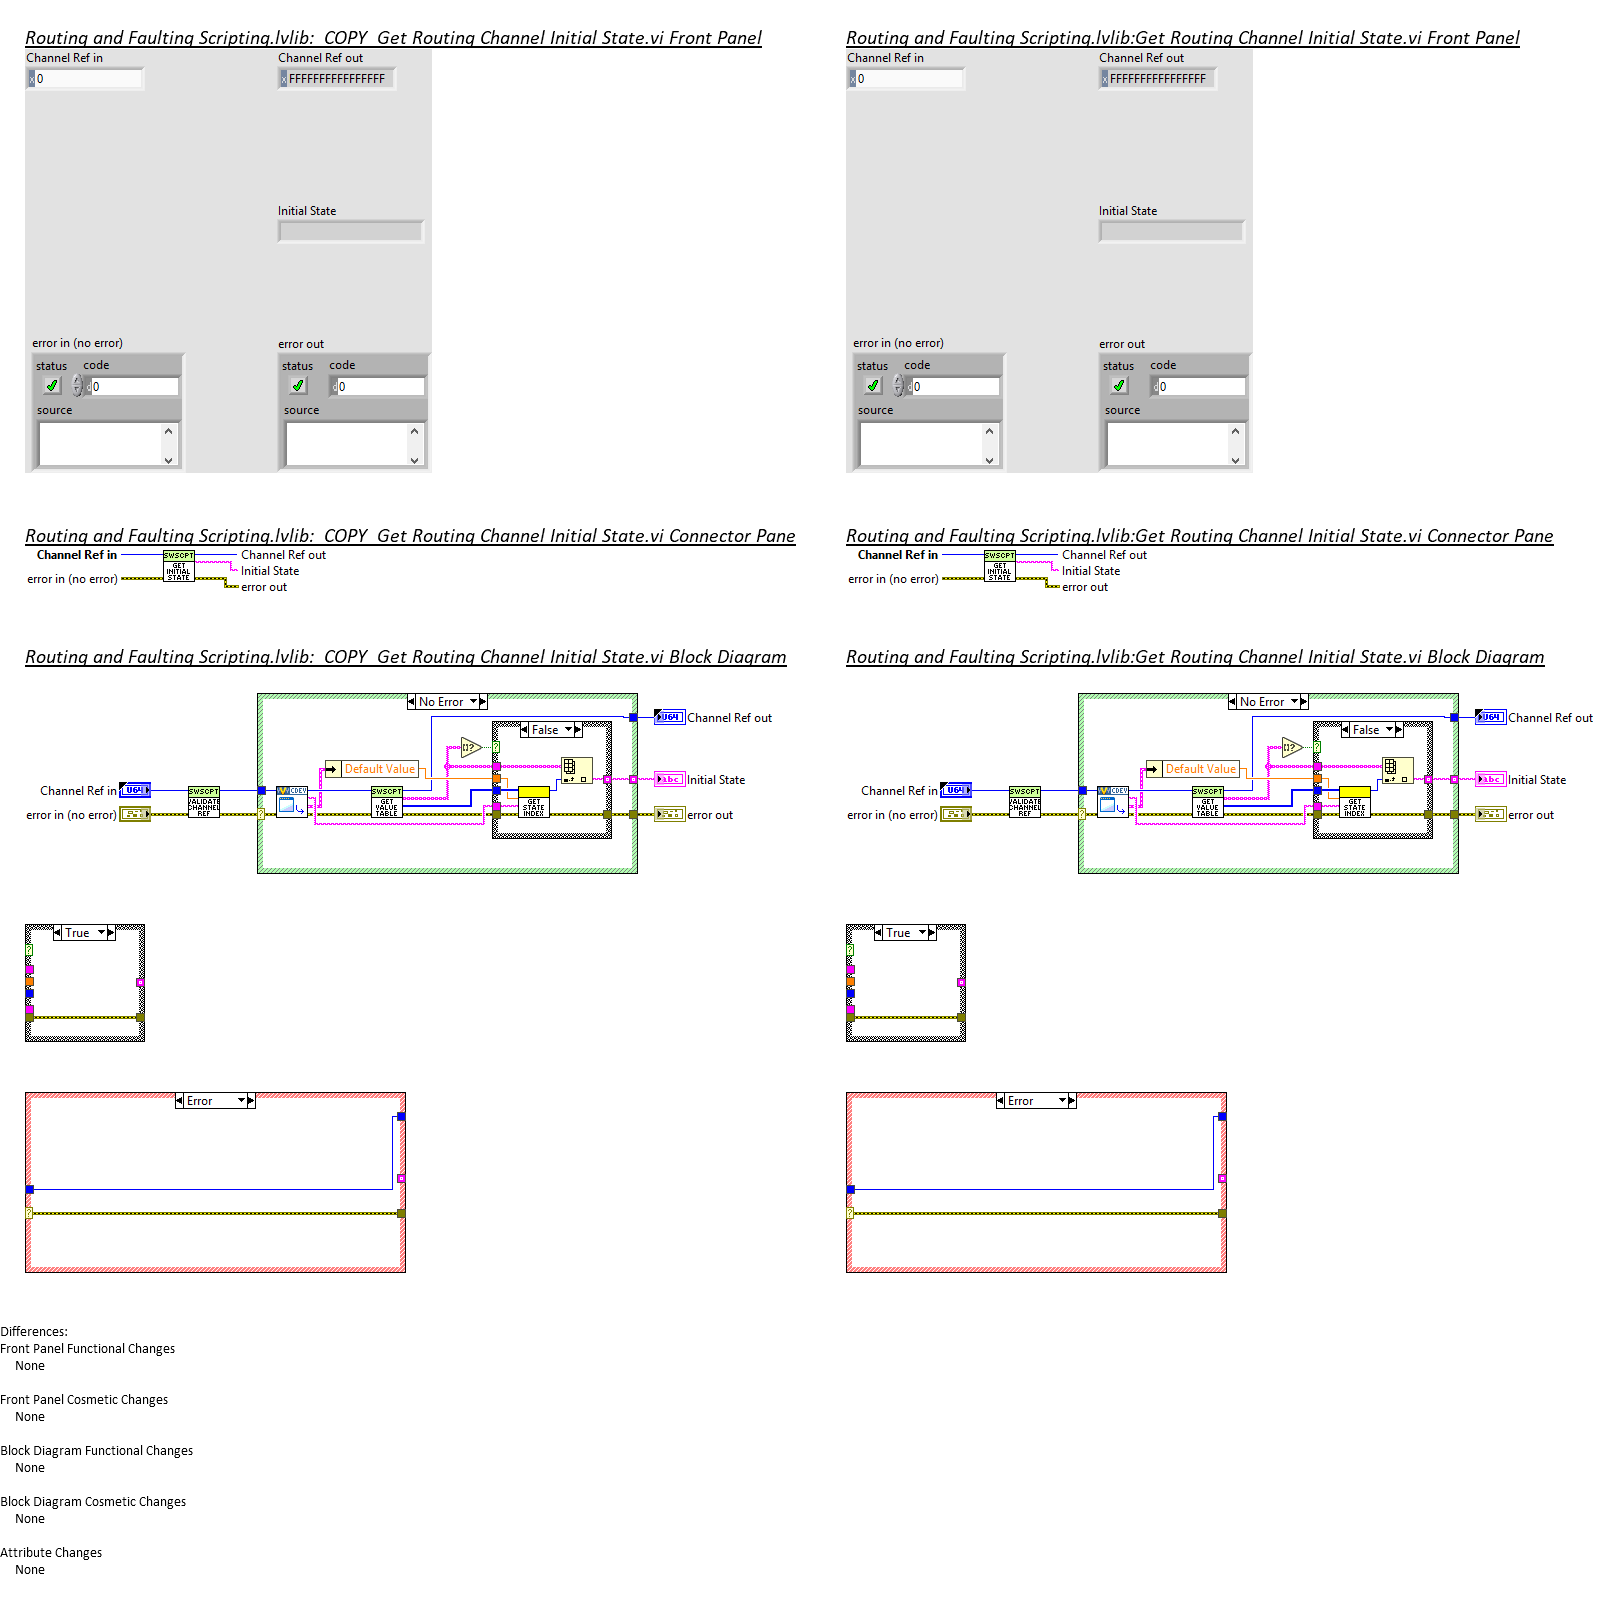 Routing and Faulting Scripting.lvlib:  COPY  Get Routing Channel Initial State.vi Front Panel
Channel Ref in
Channel Ref out
x 0
x FFFFFFFFFFFFFFFF
Initial State
error in (no error)
error out
status code
status code
d 0
d 0
source
source
Routing and Faulting Scripting.lvlib:Get Routing Channel Initial State.vi Front Panel
Channel Ref in
Channel Ref out
x 0
x FFFFFFFFFFFFFFFF
Initial State
error in (no error)
error out
status code
status code
d 0
d 0
source
source
Routing and Faulting Scripting.lvlib:  COPY  Get Routing Channel Initial State.vi Connector Pane
Channel Ref in
SWSCPT
GET
INITIAL
STATE
Channel Ref out
Initial State
error in (no error)
error out
Routing and Faulting Scripting.lvlib:Get Routing Channel Initial State.vi Connector Pane
Channel Ref in
SWSCPT
GET
INITIAL
STATE
Channel Ref out
Initial State
error in (no error)
error out
Routing and Faulting Scripting.lvlib:  COPY  Get Routing Channel Initial State.vi Block Diagram
No Error
U64 Channel Ref out
False
?
Default Value
abc Initial State
Channel Ref in U64
SWSCPT
VALIDATE
CHANNEL
REF
CDEV
SWSCPT
GET
VALUE
TABLE
GET
STATE
INDEX
error in (no error)
?
error out
True
?
Error
?
Routing and Faulting Scripting.lvlib:Get Routing Channel Initial State.vi Block Diagram
No Error
U64 Channel Ref out
False
?
Default Value
abc Initial State
Channel Ref in U64
SWSCPT
VALIDATE
CHANNEL
REF
CDEV
SWSCPT
GET
VALUE
TABLE
GET
STATE
INDEX
error in (no error)
?
error out
True
?
Error
?
Differences:
Front Panel Functional Changes
None
Front Panel Cosmetic Changes
None
Block Diagram Functional Changes
None
Block Diagram Cosmetic Changes
None
Attribute Changes
None